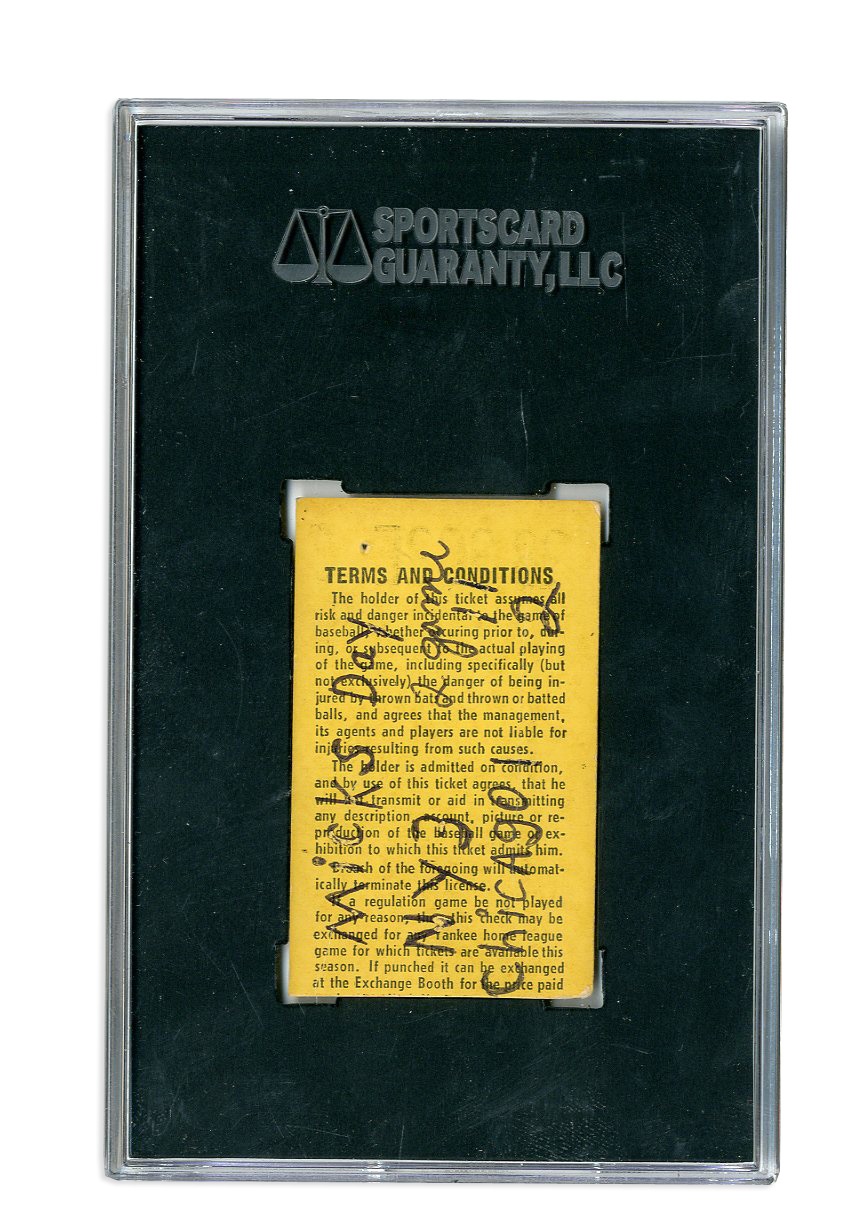 SPORTSCARD
GUARANTY, LLC
TERMS AND CONDITIONS
The holder of this ticket assumes all
risk and danger incidental to the game of
baseball whether occuring prior to, dur-
ing, or subsequent to the actual playing
of the game, including specifically (but
not exclusively) the danger of being in-
jured by thrown bats and thrown or batted
balls, and agrees that the management,
its agents and players are not liable for
injuries resulting from such causes.
The holder is admitted on condition,
and by use of this ticket agrees, that he
will not transmit or aid in transmitting
any description, account, picture or re-
production of the baseball game or ex-
hibition to which this ticket admits him.
Breach of the foregoing will automat-
ically terminate this license.
If a regulation game be not played
for any reason, then this check may be
exchanged for any Yankee home league
game for which tickets are available this
season. If punched it can be exchanged
at the Exchange Booth for the price paid
Micks Day
NY 3 2 game
Chicago 1 2